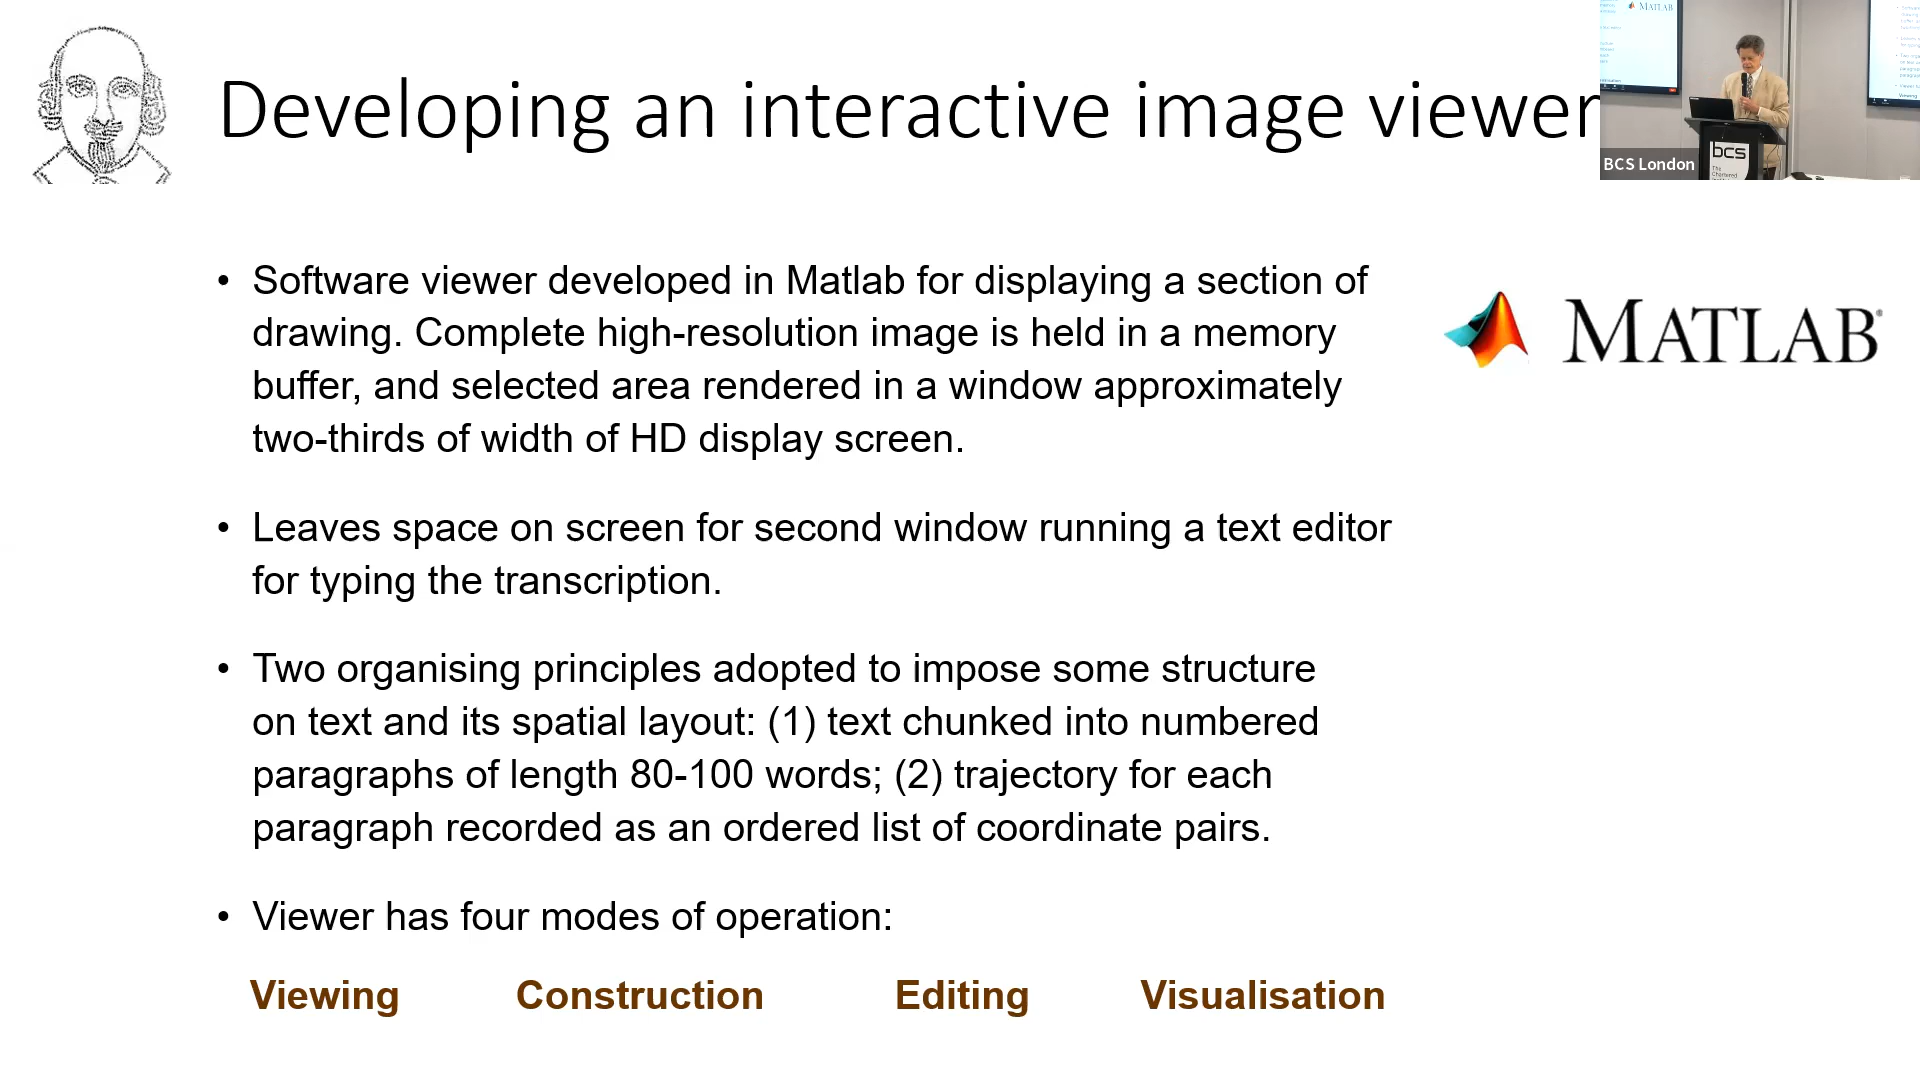 Developing an interactive image viewer
MATLAB
BCS London
bcs
The
Chartered
• Software viewer developed in Matlab for displaying a section of
drawing. Complete high-resolution image is held in a memory
buffer, and selected area rendered in a window approximately
two-thirds of width of HD display screen.
MATLAB®
• Leaves space on screen for second window running a text editor
for typing the transcription.
• Two organising principles adopted to impose some structure
on text and its spatial layout: (1) text chunked into numbered
paragraphs of length 80-100 words; (2) trajectory for each
paragraph recorded as an ordered list of coordinate pairs.
• Viewer has four modes of operation:
Viewing Construction Editing Visualisation